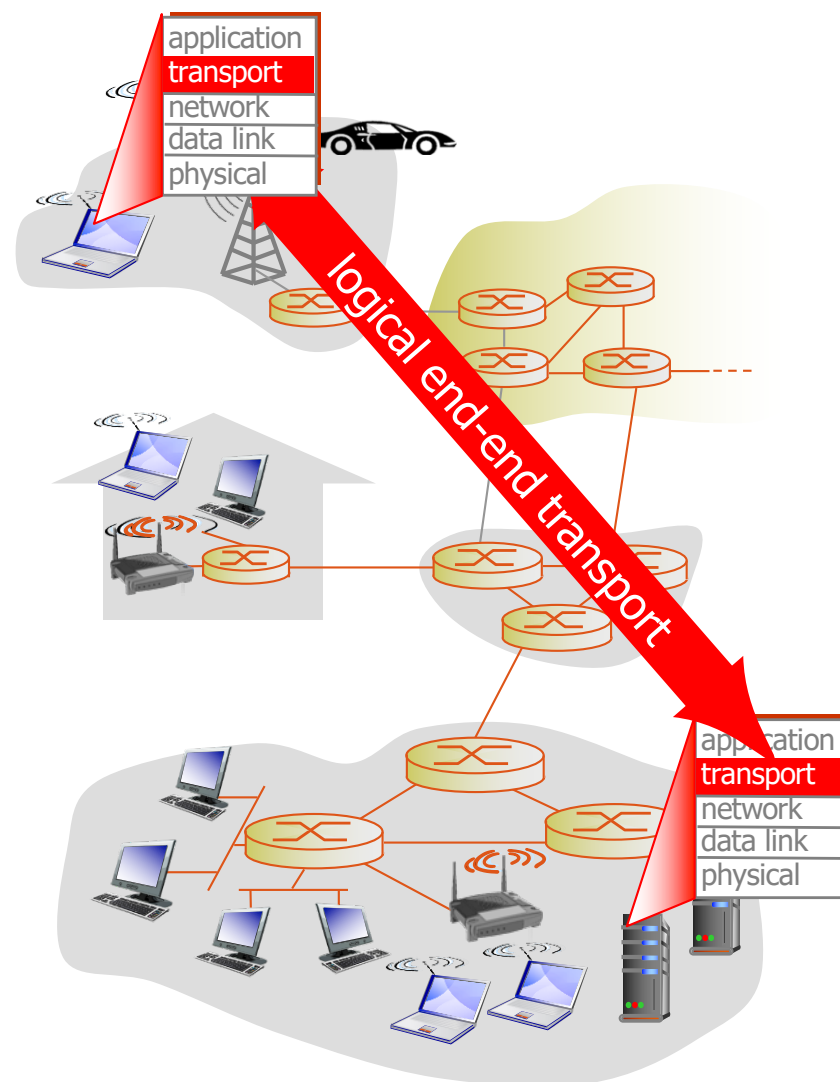 application
transport
network
data link
physical
logical end-end transport
application
transport
network
data link
physical